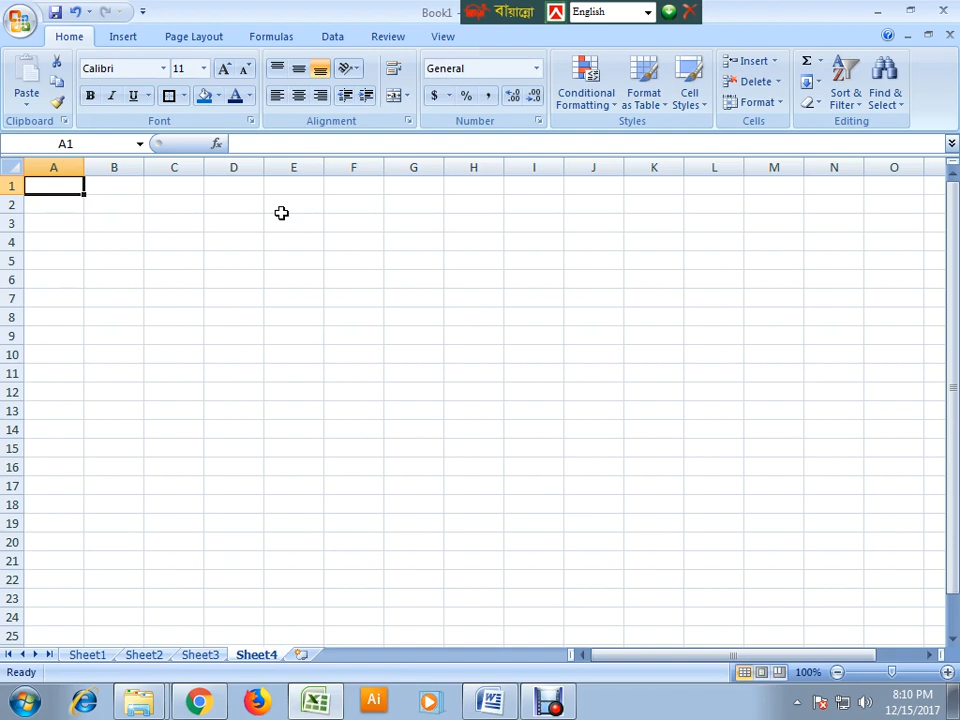 Book1 -
বায়ান্নো
English
Home Insert Page Layout Formulas Data Review View
Paste
Clipboard
Calibri 11
B I U
Font
Alignment
General
$ % ,
Number
Conditional Formatting
Format as Table
Cell Styles
Styles
Insert
Delete
Format
Cells
Σ
Sort & Filter
Find & Select
Editing
A1
fx
A B C D E F G H I J K L M N O
1
2
3
4
5
6
7
8
9
10
11
12
13
14
15
16
17
18
19
20
21
22
23
24
25
Sheet1 Sheet2 Sheet3 Sheet4
Ready
100%
Ai
8:10 PM
12/15/2017